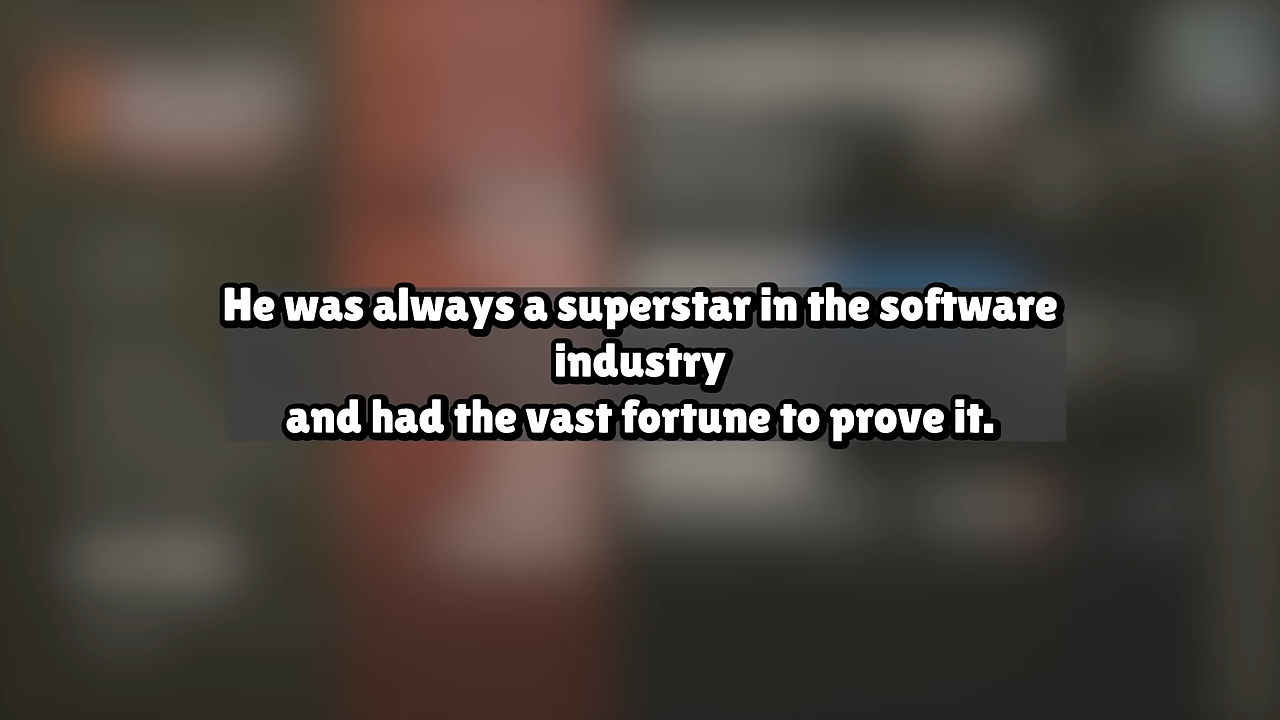 He was always a superstar in the software
industry
and had the vast fortune to prove it.